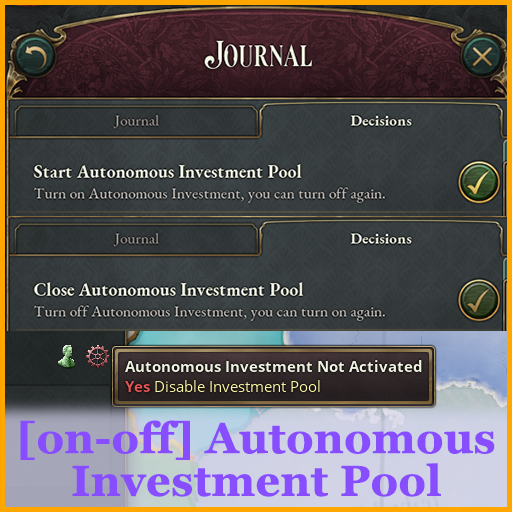 JOURNAL
Journal
Decisions
Start Autonomous Investment Pool
Turn on Autonomous Investment, you can turn off again.
Journal
Decisions
Close Autonomous Investment Pool
Turn off Autonomous Investment, you can turn on again.
Autonomous Investment Not Activated
Yes Disable Investment Pool
[on-off] Autonomous
Investment Pool